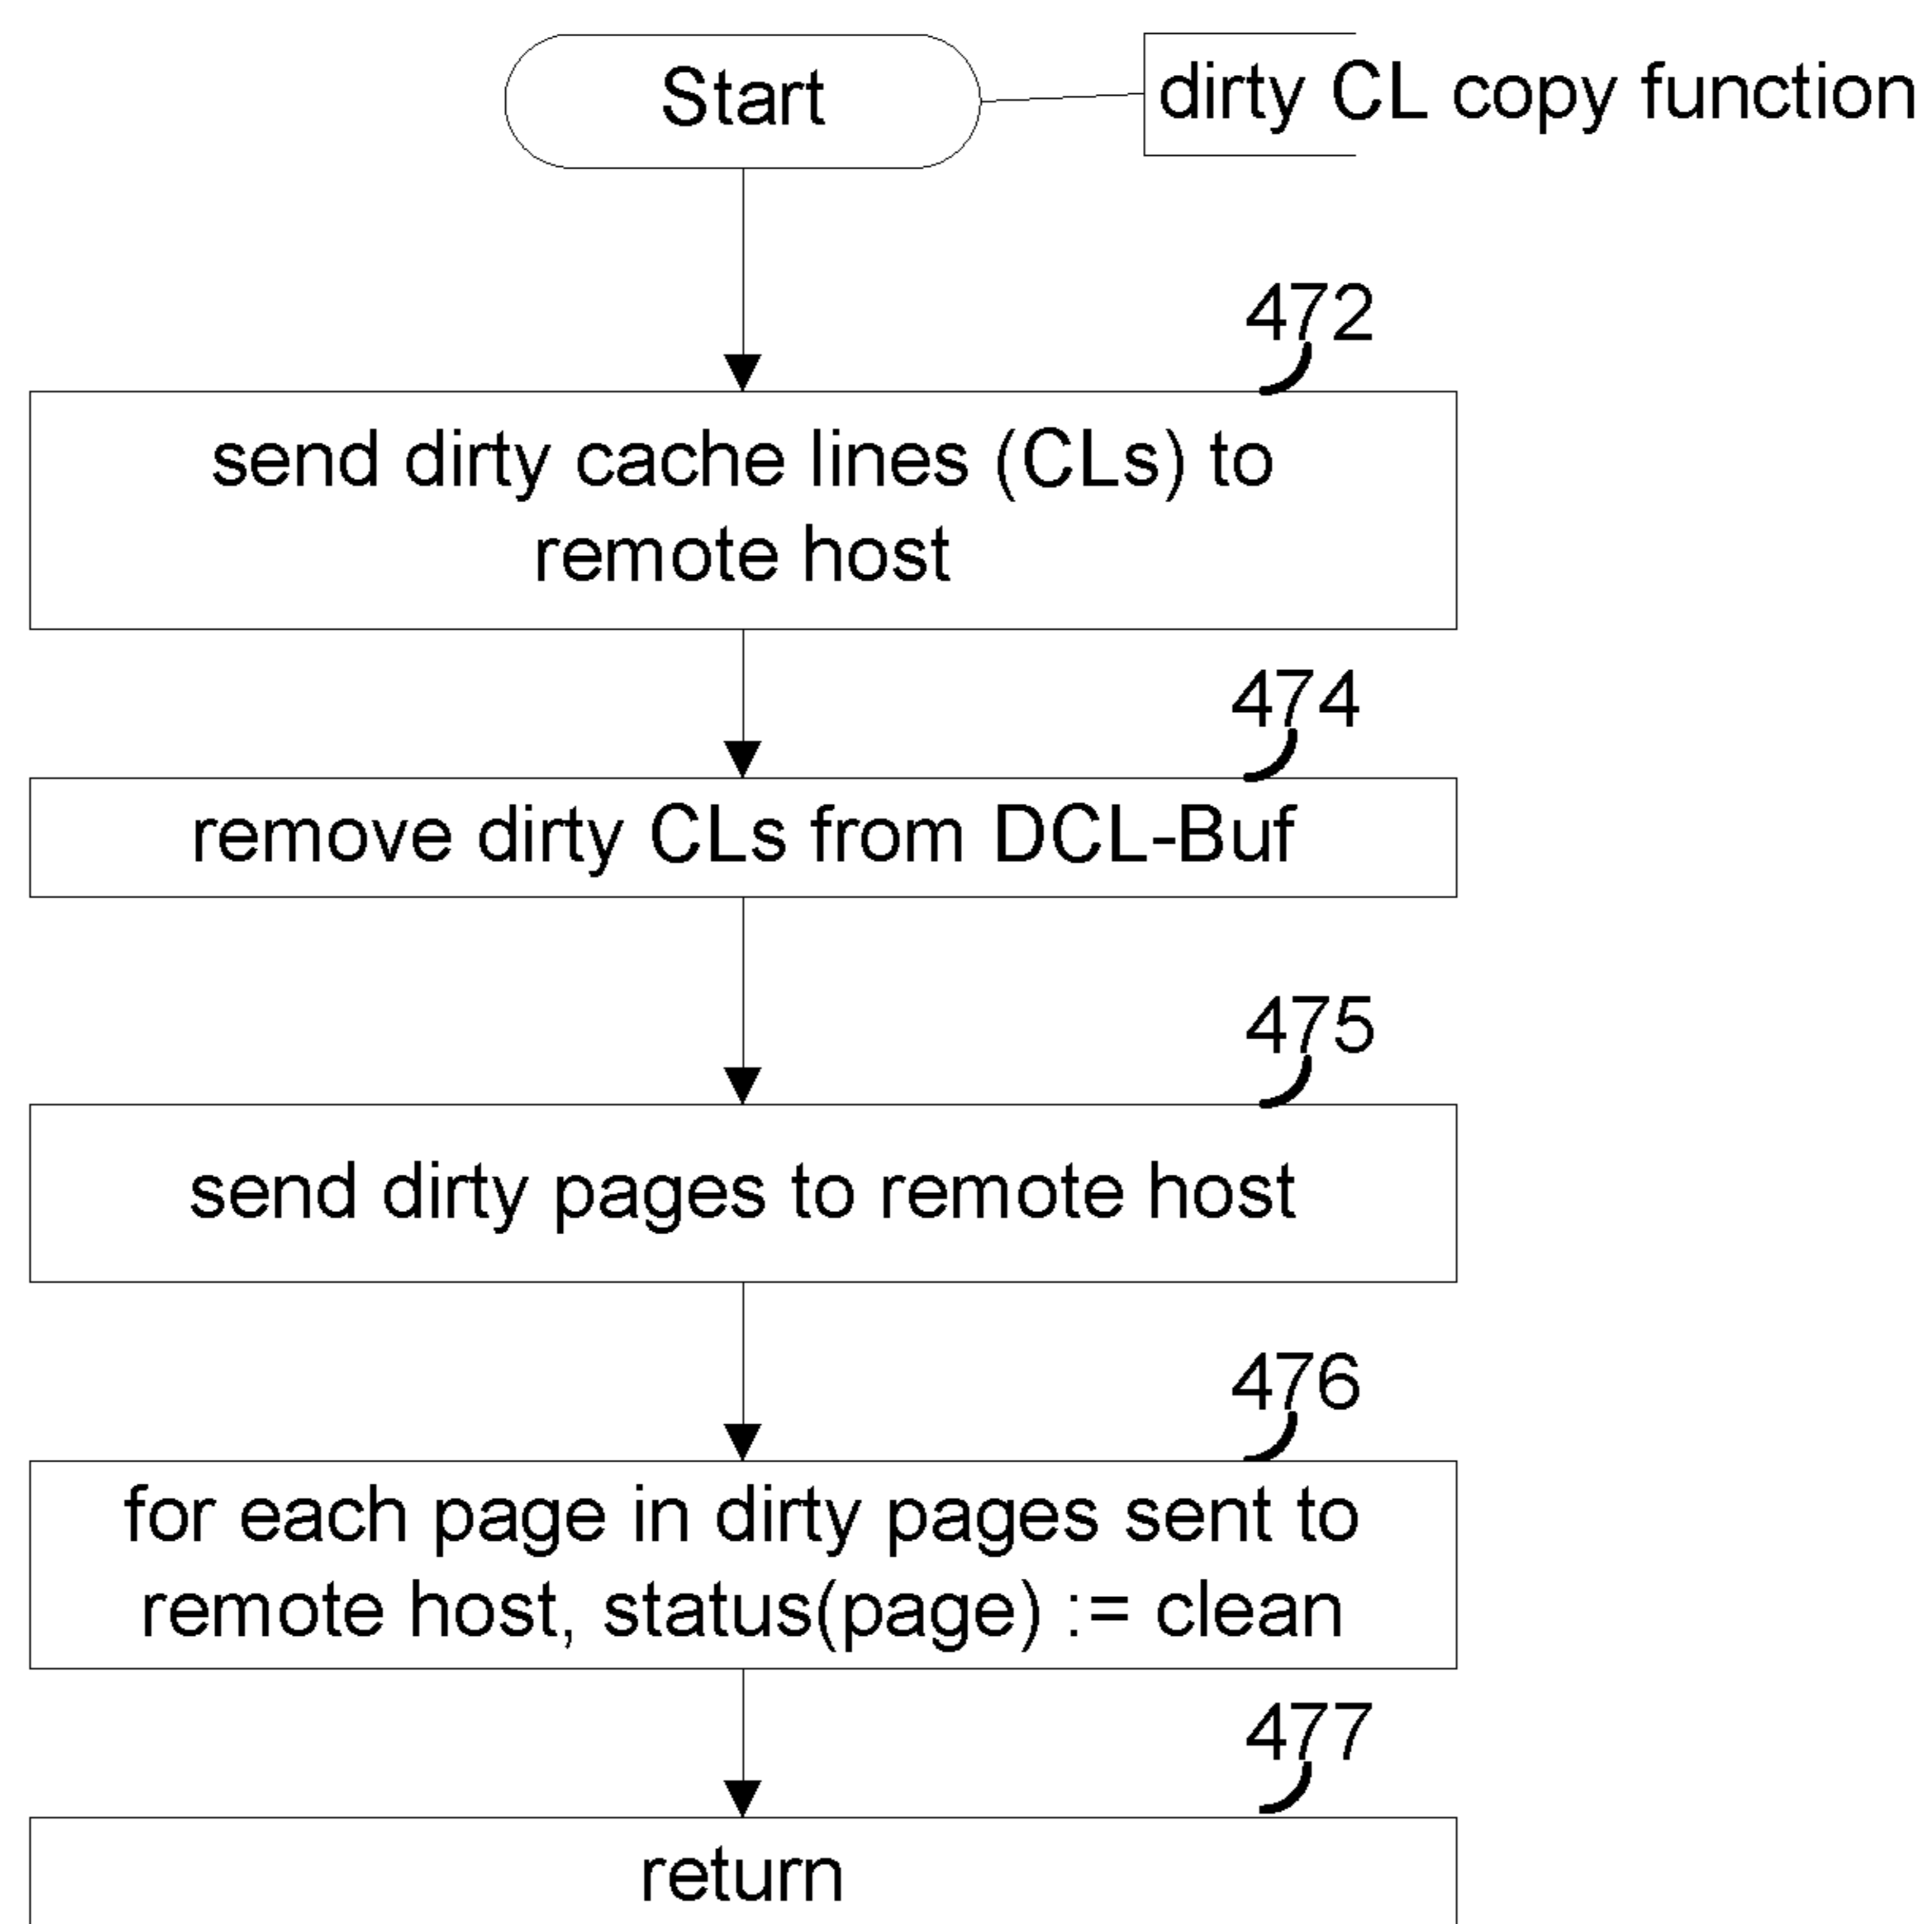 Start
dirty CL copy function
472
send dirty cache lines (CLs) to
remote host
474
remove dirty CLs from DCL-Buf
475
send dirty pages to remote host
476
for each page in dirty pages sent to
remote host, status(page) := clean
477
return